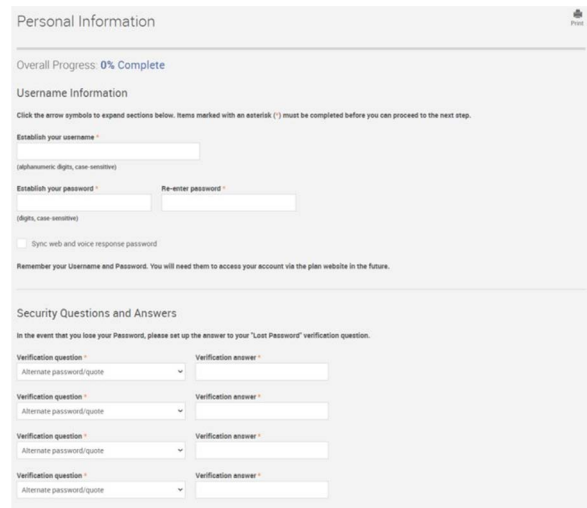 Personal Information
Print
Overall Progress: 0% Complete
Username Information
Click the arrow symbols to expand sections below. Items marked with an asterisk (*) must be completed before you can proceed to the next step.
Establish your username *
(alphanumeric digits, case-sensitive)
Establish your password * Re-enter password *
(digits, case-sensitive)
Sync web and voice response password
Remember your Username and Password. You will need them to access your account via the plan website in the future.
Security Questions and Answers
In the event that you lose your Password, please set up the answer to your "Lost Password" verification question.
Verification question * Verification answer *
Alternate password/quote
Verification question * Verification answer *
Alternate password/quote
Verification question * Verification answer *
Alternate password/quote
Verification question * Verification answer *
Alternate password/quote